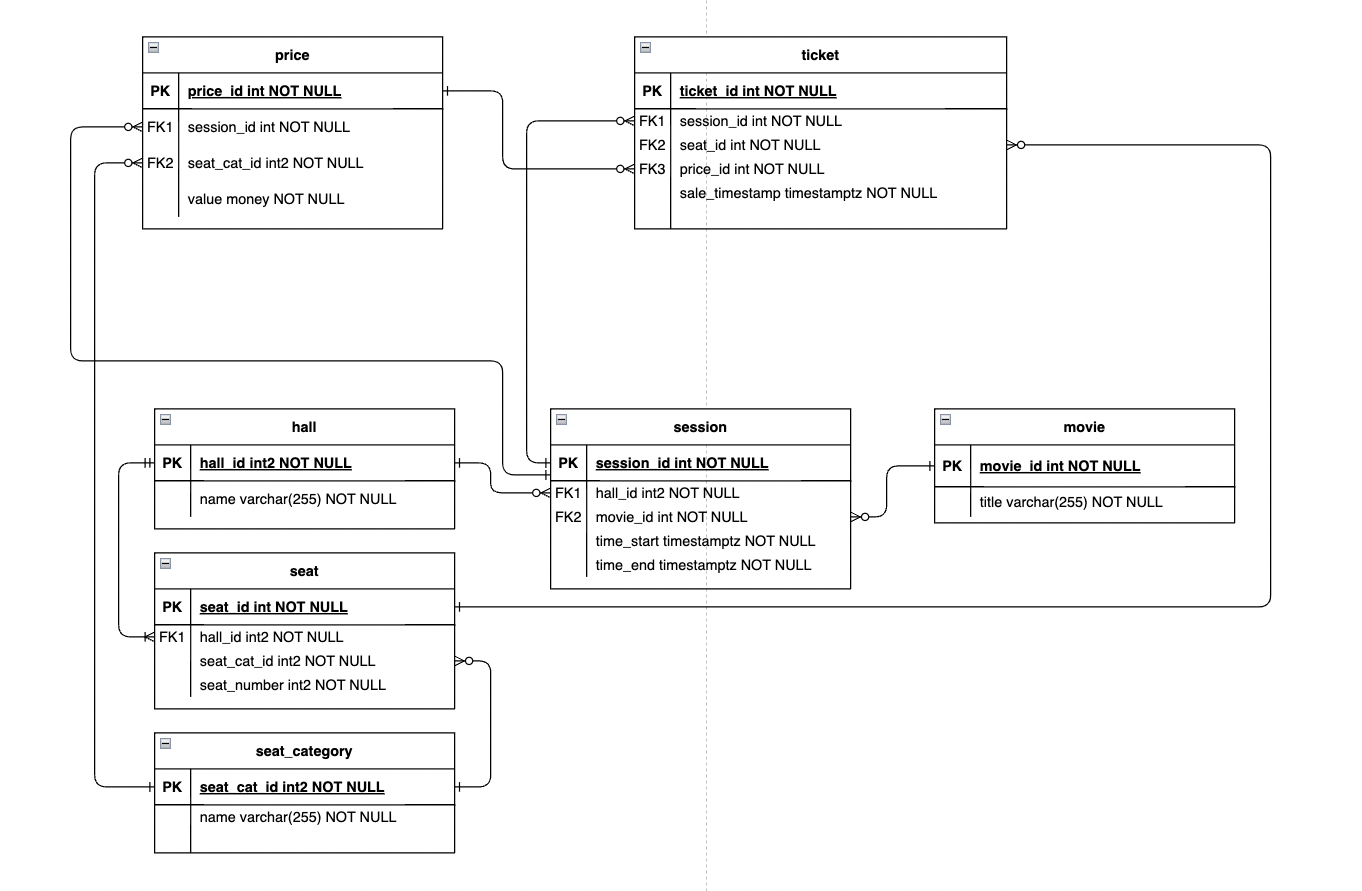 price
PK price_id int NOT NULL
FK1 session_id int NOT NULL
FK2 seat_cat_id int2 NOT NULL
value money NOT NULL
ticket
PK ticket_id int NOT NULL
FK1 session_id int NOT NULL
FK2 seat_id int NOT NULL
FK3 price_id int NOT NULL
sale_timestamp timestamptz NOT NULL
hall
PK hall_id int2 NOT NULL
name varchar(255) NOT NULL
session
PK session_id int NOT NULL
FK1 hall_id int2 NOT NULL
FK2 movie_id int NOT NULL
time_start timestamptz NOT NULL
time_end timestamptz NOT NULL
movie
PK movie_id int NOT NULL
title varchar(255) NOT NULL
seat
PK seat_id int NOT NULL
FK1 hall_id int2 NOT NULL
seat_cat_id int2 NOT NULL
seat_number int2 NOT NULL
seat_category
PK seat_cat_id int2 NOT NULL
name varchar(255) NOT NULL